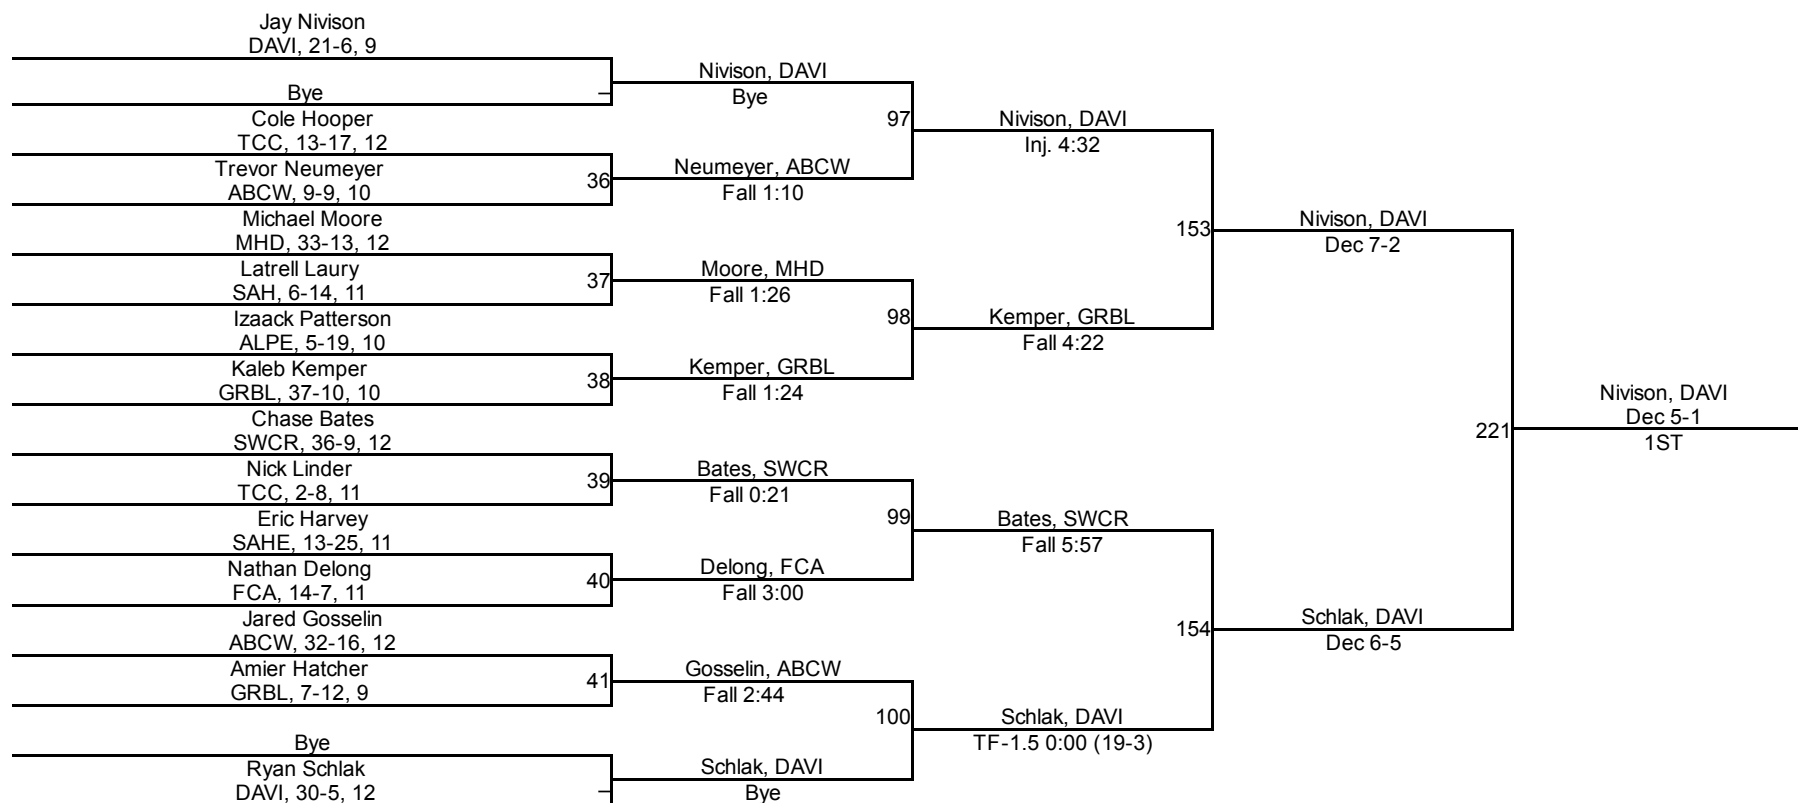 Jay Nivison
DAVI, 21-6, 9
Bye
Cole Hooper
TCC, 13-17, 12
Trevor Neumeyer
ABCW, 9-9, 10
36
Michael Moore
MHD, 33-13, 12
Latrell Laury
SAH, 6-14, 11
37
Izaack Patterson
ALPE, 5-19, 10
Kaleb Kemper
GRBL, 37-10, 10
38
Chase Bates
SWCR, 36-9, 12
Nick Linder
TCC, 2-8, 11
39
Eric Harvey
SAHE, 13-25, 11
Nathan Delong
FCA, 14-7, 11
40
Jared Gosselin
ABCW, 32-16, 12
Amier Hatcher
GRBL, 7-12, 9
41
Bye
Ryan Schlak
DAVI, 30-5, 12
Nivison, DAVI
Bye
97
Neumeyer, ABCW
Fall 1:10
Moore, MHD
Fall 1:26
98
Kemper, GRBL
Fall 1:24
Bates, SWCR
Fall 0:21
99
Delong, FCA
Fall 3:00
Gosselin, ABCW
Fall 2:44
100
Schlak, DAVI
Bye
Nivison, DAVI
Inj. 4:32
153
Kemper, GRBL
Fall 4:22
Bates, SWCR
Fall 5:57
154
Schlak, DAVI
TF-1.5 0:00 (19-3)
Nivison, DAVI
Dec 7-2
221
Schlak, DAVI
Dec 6-5
Nivison, DAVI
Dec 5-1
1ST